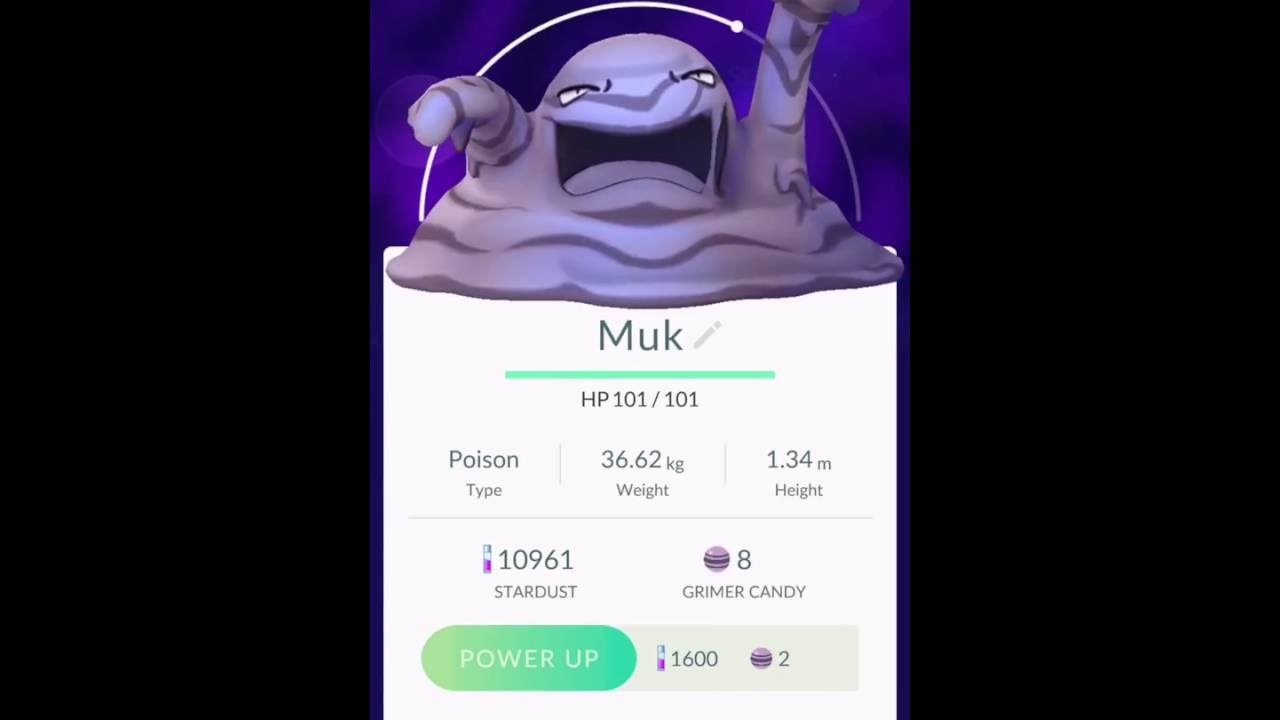 Muk
HP 101 / 101
Poison 36.62 kg 1.34 m
Type Weight Height
10961 8
STARDUST GRIMER CANDY
POWER UP 1600 2